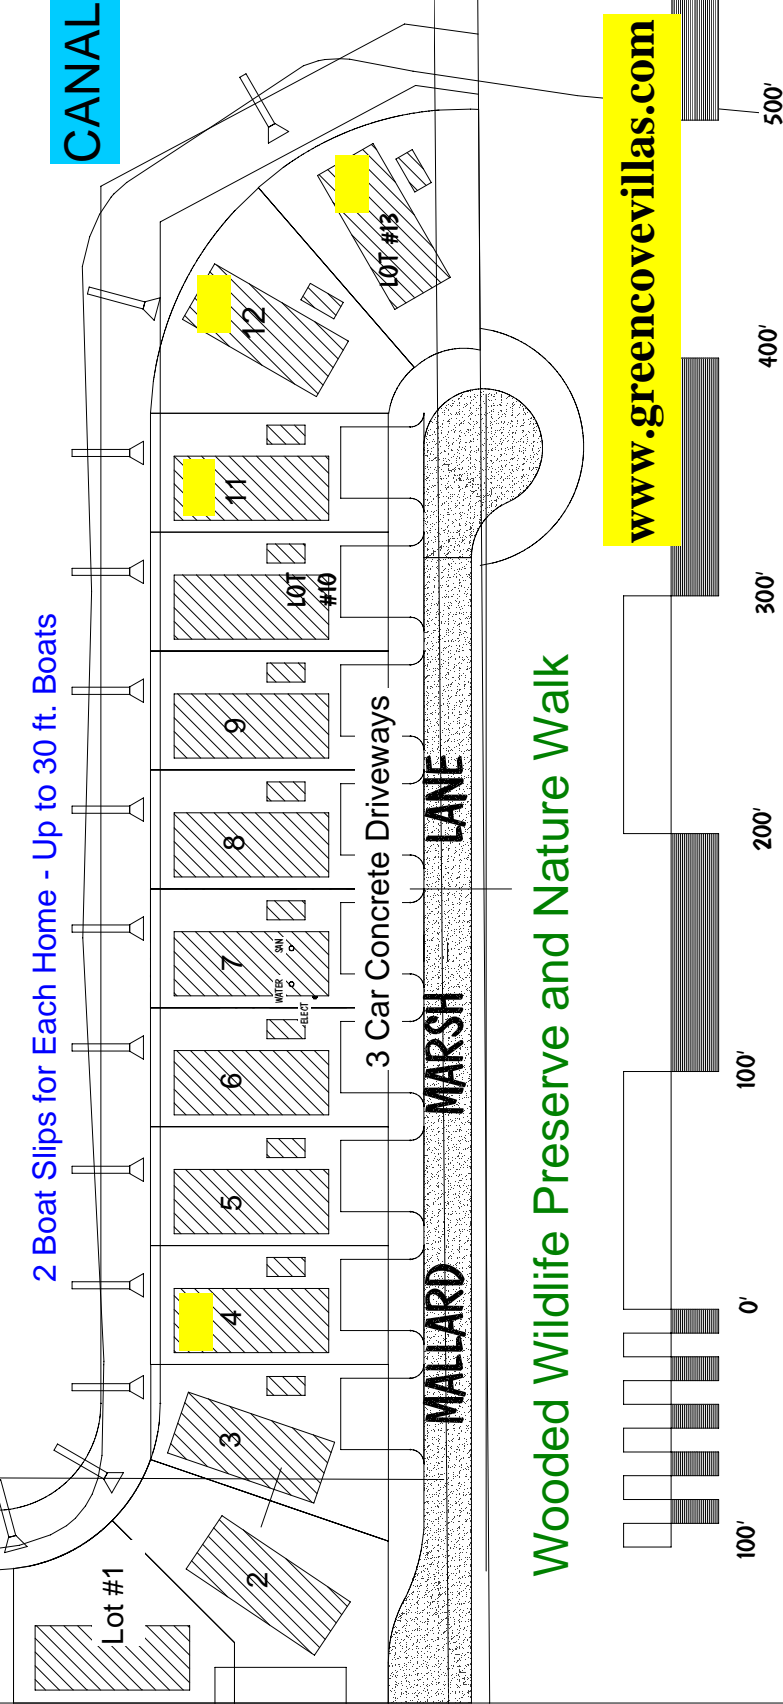 CANAL
2 Boat Slips for Each Home - Up to 30 ft. Boats
Lot #1
2
3
4
5
6
7
WATER
SAN
ELECT
8
9
LOT
#10
11
12
LOT #13
3 Car Concrete Driveways
MALLARD MARSH LANE
Wooded Wildlife Preserve and Nature Walk
www.greencovevillas.com
100' 0' 100' 200' 300' 400' 500'